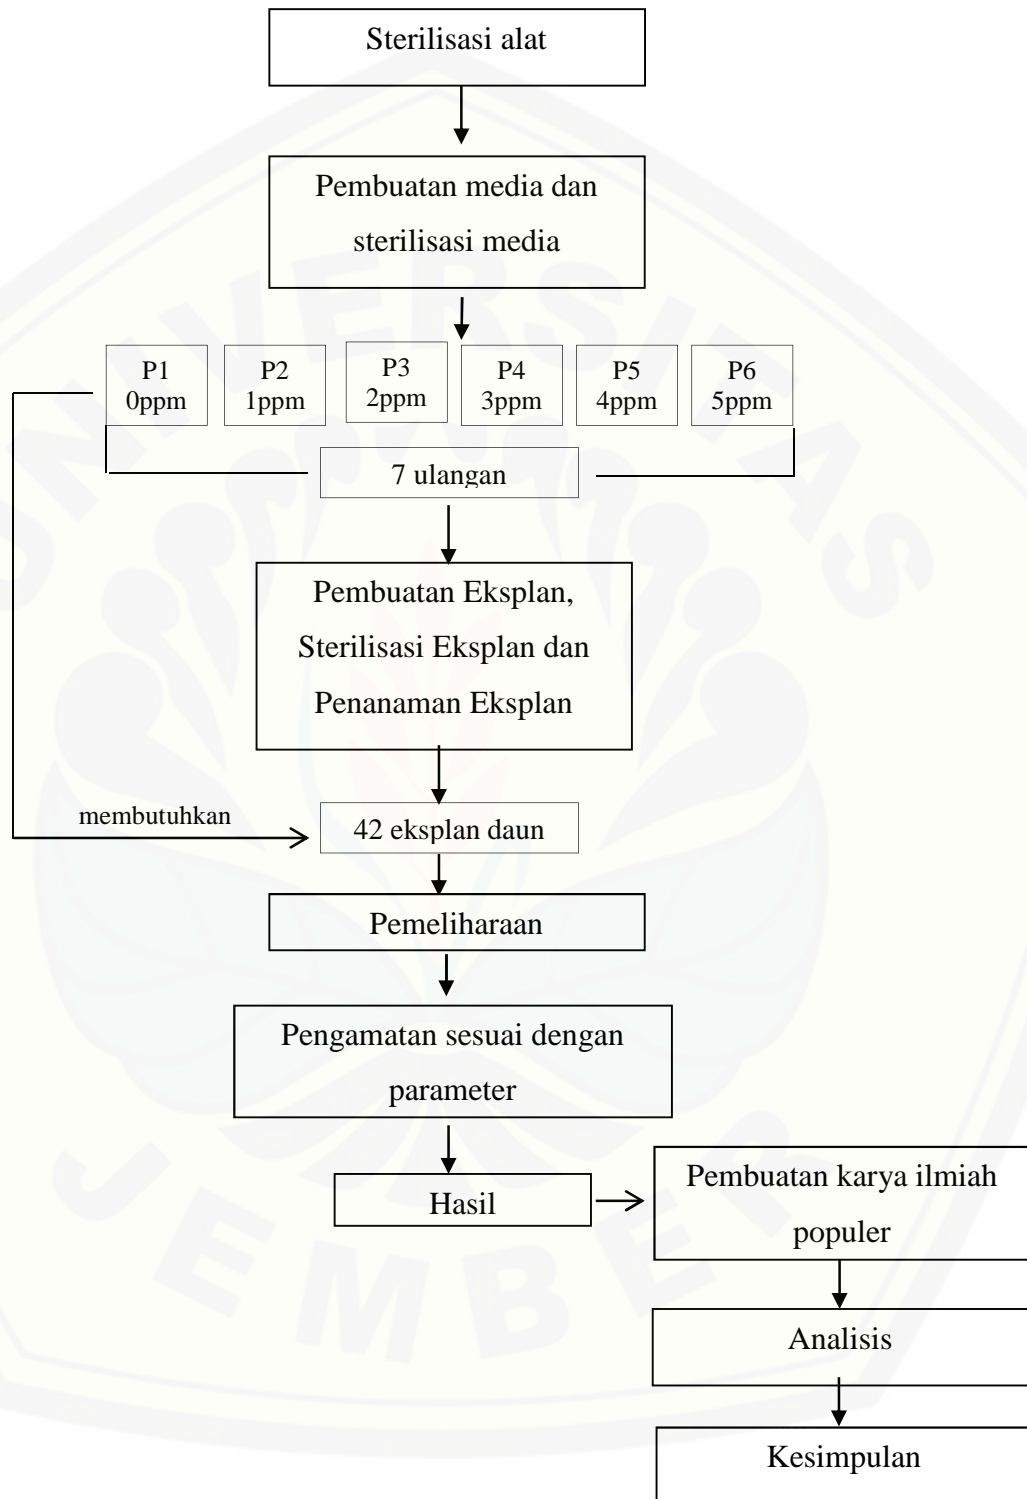 Sterilisasi alat
Pembuatan media dan
sterilisasi media
P1
0ppm
P2
1ppm
P3
2ppm
P4
3ppm
P5
4ppm
P6
5ppm
7 ulangan
Pembuatan Eksplan,
Sterilisasi Eksplan dan
Penanaman Eksplan
membutuhkan
42 eksplan daun
Pemeliharaan
Pengamatan sesuai dengan
parameter
Hasil
Pembuatan karya ilmiah
populer
Analisis
Kesimpulan
UNIVERSITAS
JEMBER